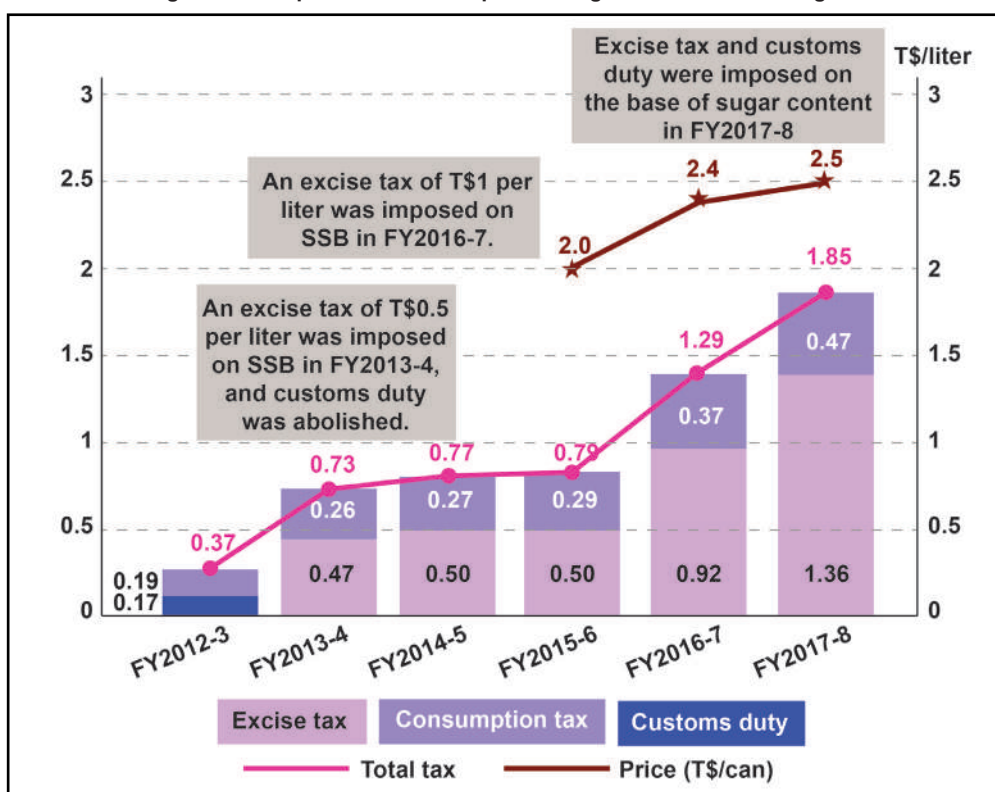 T$/liter
Excise tax and customs
duty were imposed on
the base of sugar content
in FY2017-8
An excise tax of T$1 per
liter was imposed on
SSB in FY2016-7.
An excise tax of T$0.5
per liter was imposed
on SSB in FY2013-4,
and customs duty
was abolished.
3
2.5
2
1.5
1
0.5
0
3
2.5
2
1.5
1
0.5
0
2.0
2.4
2.5
0.37
0.73
0.77
0.79
1.29
1.85
0.19
0.17
0.26
0.47
0.27
0.50
0.29
0.50
0.37
0.92
0.47
1.36
FY2012-3
FY2013-4
FY2014-5
FY2015-6
FY2016-7
FY2017-8
Excise tax
Consumption tax
Customs duty
Total tax
Price (T$/can)